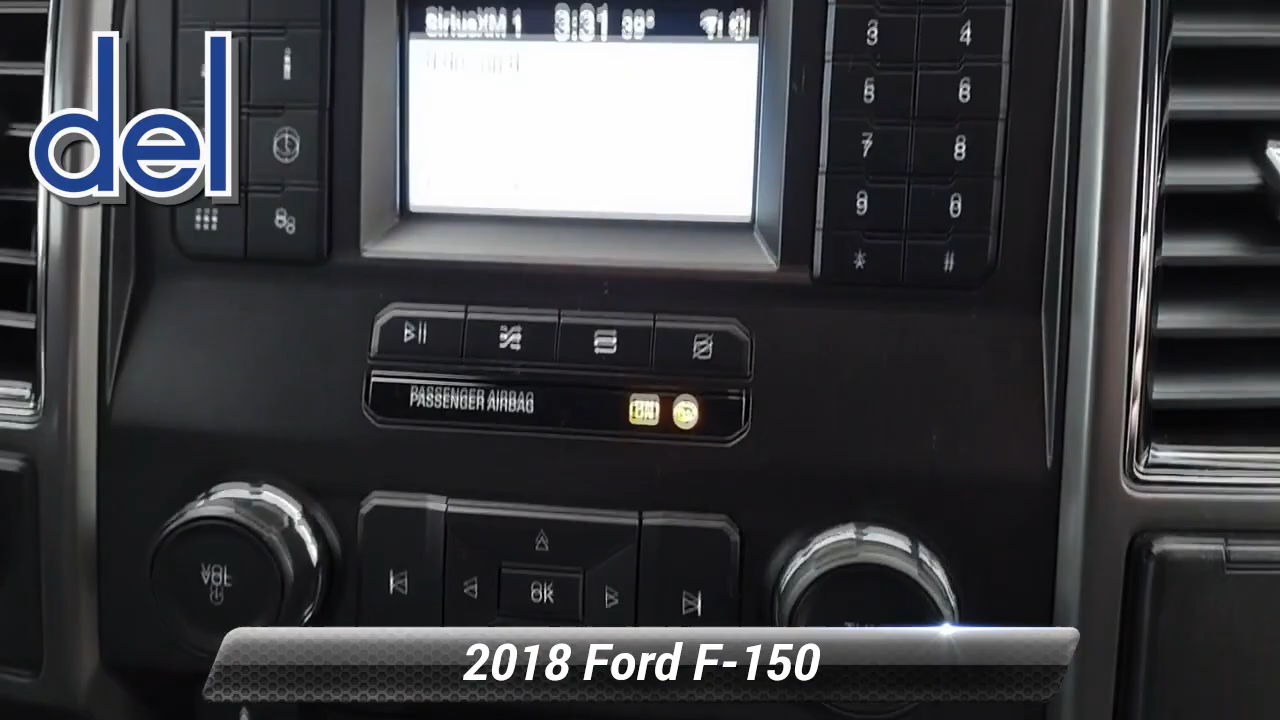 SiriusXM 1 3:31 39°
del
3 4
5 6
7 8
9 0
* #
PASSENGER AIRBAG
ON
VOL
OK
2018 Ford F-150